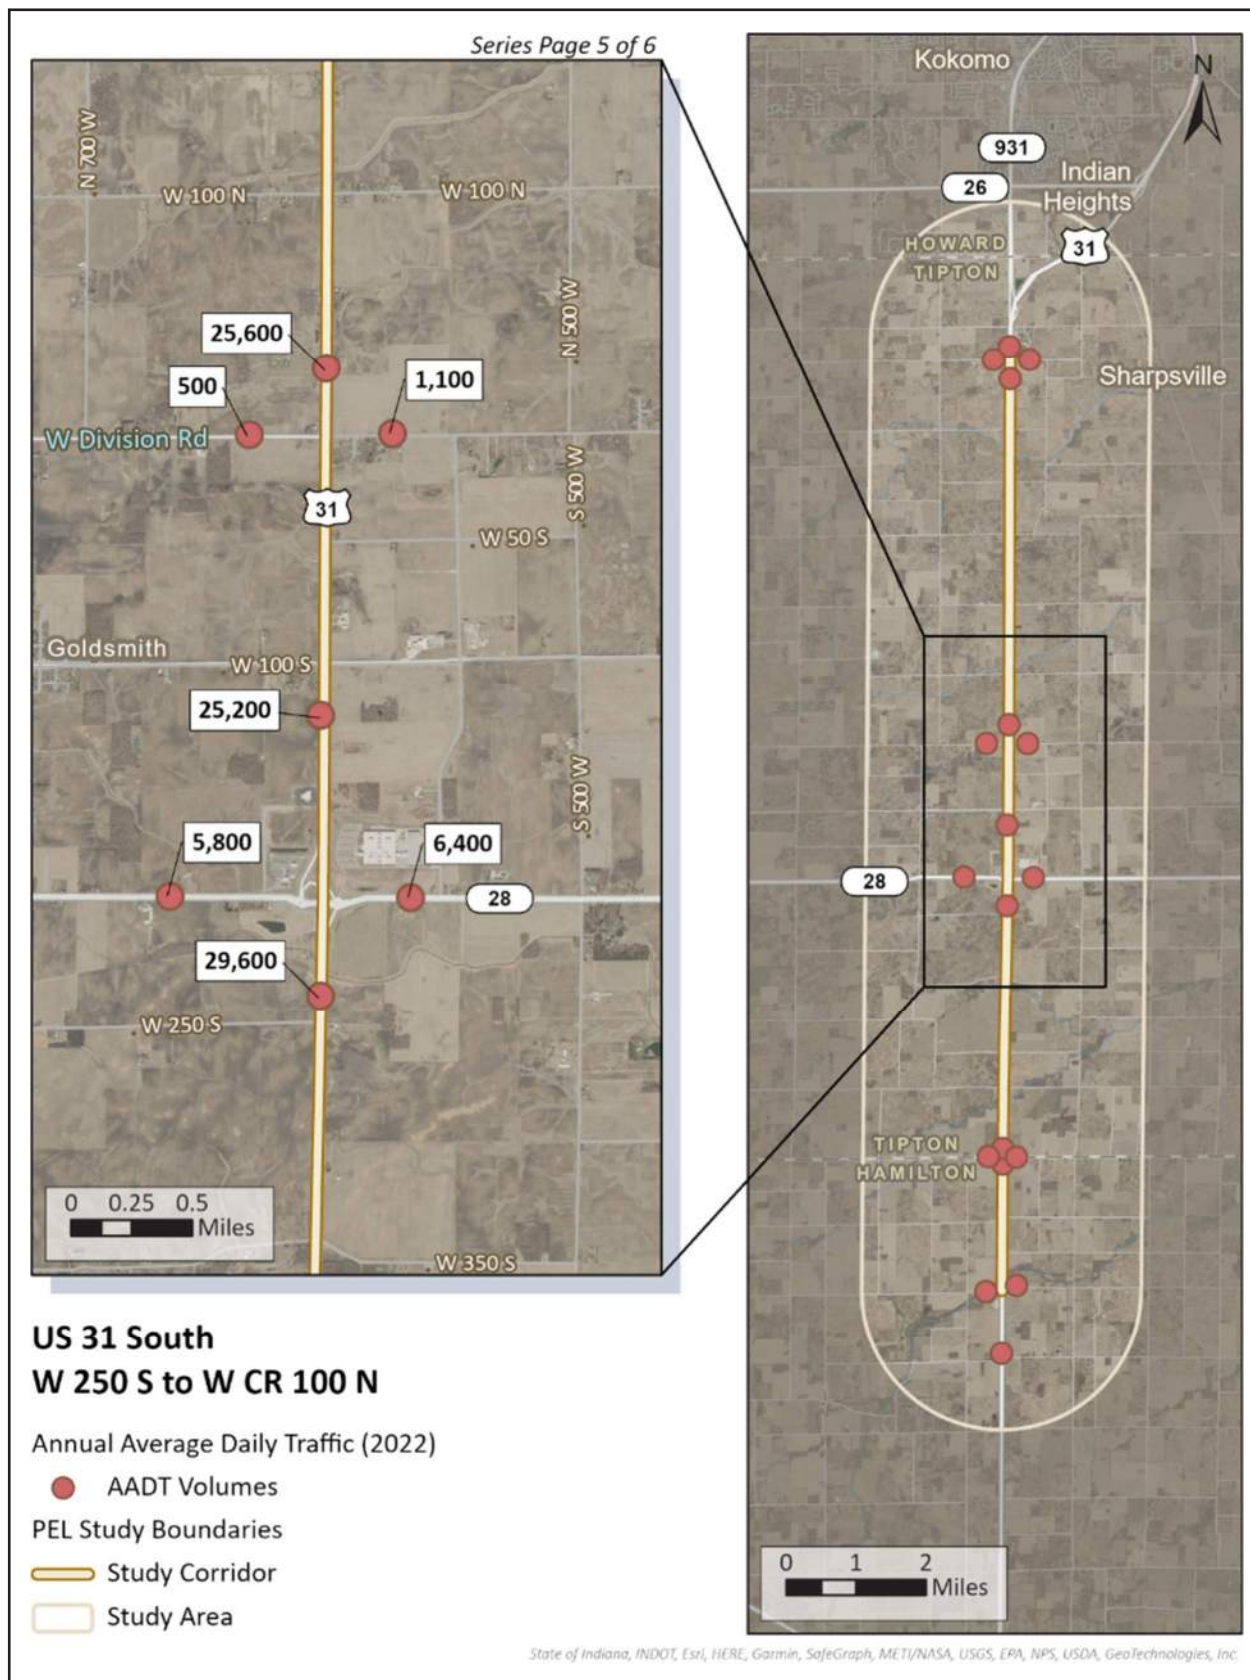 Series Page 5 of 6
N 700 W
W 100 N
W 100 N
N 500 W
25,600
500
1,100
W Division Rd
31
S 500 W
W 50 S
Goldsmith
W 100 S
25,200
S 500 W
5,800
6,400
28
29,600
W 250 S
0 0.25 0.5
Miles
W 350 S
Kokomo
N
931
26
Indian
Heights
HOWARD
TIPTON
31
Sharpsville
28
TIPTON
HAMILTON
0 1 2
Miles
US 31 South
W 250 S to W CR 100 N
Annual Average Daily Traffic (2022)
AADT Volumes
PEL Study Boundaries
Study Corridor
Study Area
State of Indiana, INDOT, Esri, HERE, Garmin, SafeGraph, METI/NASA, USGS, EPA, NPS, USDA, GeoTechnologies, Inc.